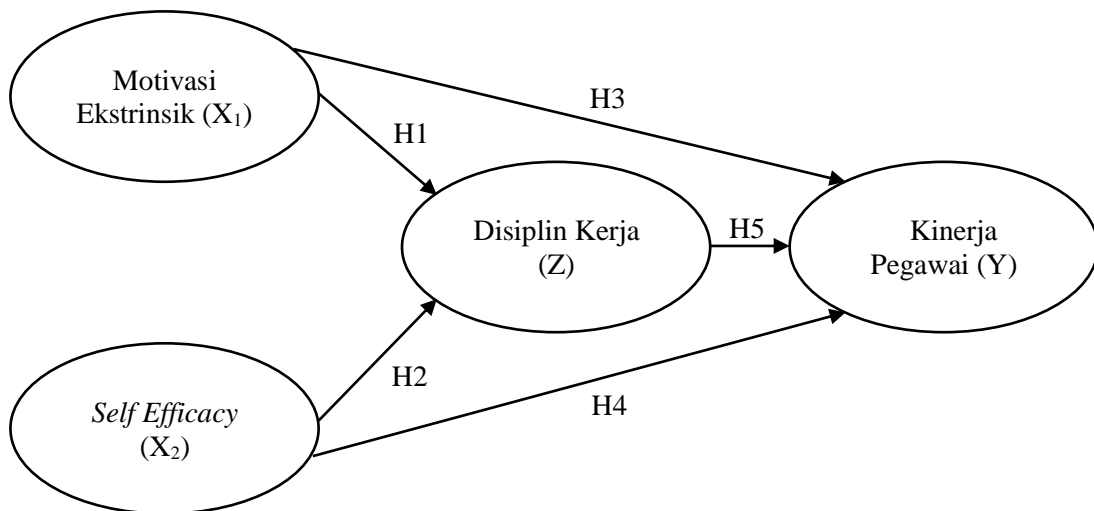 Motivasi
Ekstrinsik (X₁)
H3
H1
Disiplin Kerja
(Z)
H5
Kinerja
Pegawai (Y)
H2
H4
Self Efficacy
(X₂)